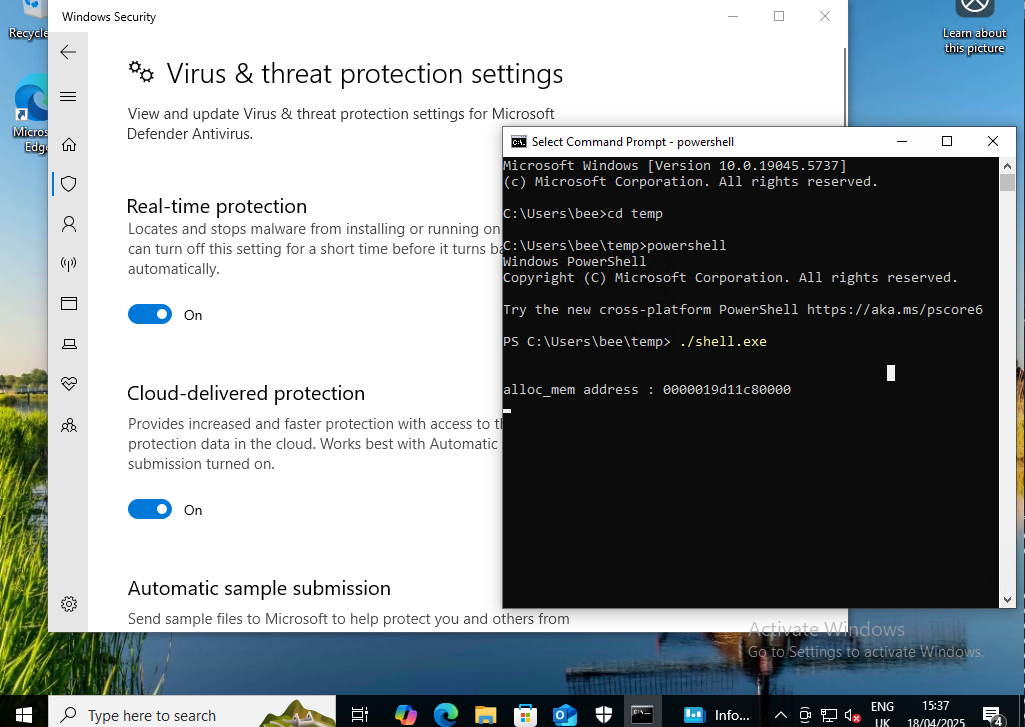 Recycle
Learn about
this picture
Micros
Edge
Windows Security
Virus & threat protection settings
View and update Virus & threat protection settings for Microsoft
Defender Antivirus.
Real-time protection
Locates and stops malware from installing or running on
can turn off this setting for a short time before it turns ba
automatically.
On
Cloud-delivered protection
Provides increased and faster protection with access to th
protection data in the cloud. Works best with Automatic
submission turned on.
On
Automatic sample submission
Send sample files to Microsoft to help protect you and others from
Select Command Prompt - powershell
Microsoft Windows [Version 10.0.19045.5737]
(c) Microsoft Corporation. All rights reserved.
C:\Users\bee>cd temp
C:\Users\bee\temp>powershell
Windows PowerShell
Copyright (C) Microsoft Corporation. All rights reserved.
Try the new cross-platform PowerShell https://aka.ms/pscore6
PS C:\Users\bee\temp> ./shell.exe
alloc_mem address : 0000019d11c80000
Activate Windows
Go to Settings to activate Windows.
Type here to search
Info...
ENG
UK
15:37
18/04/2025
4